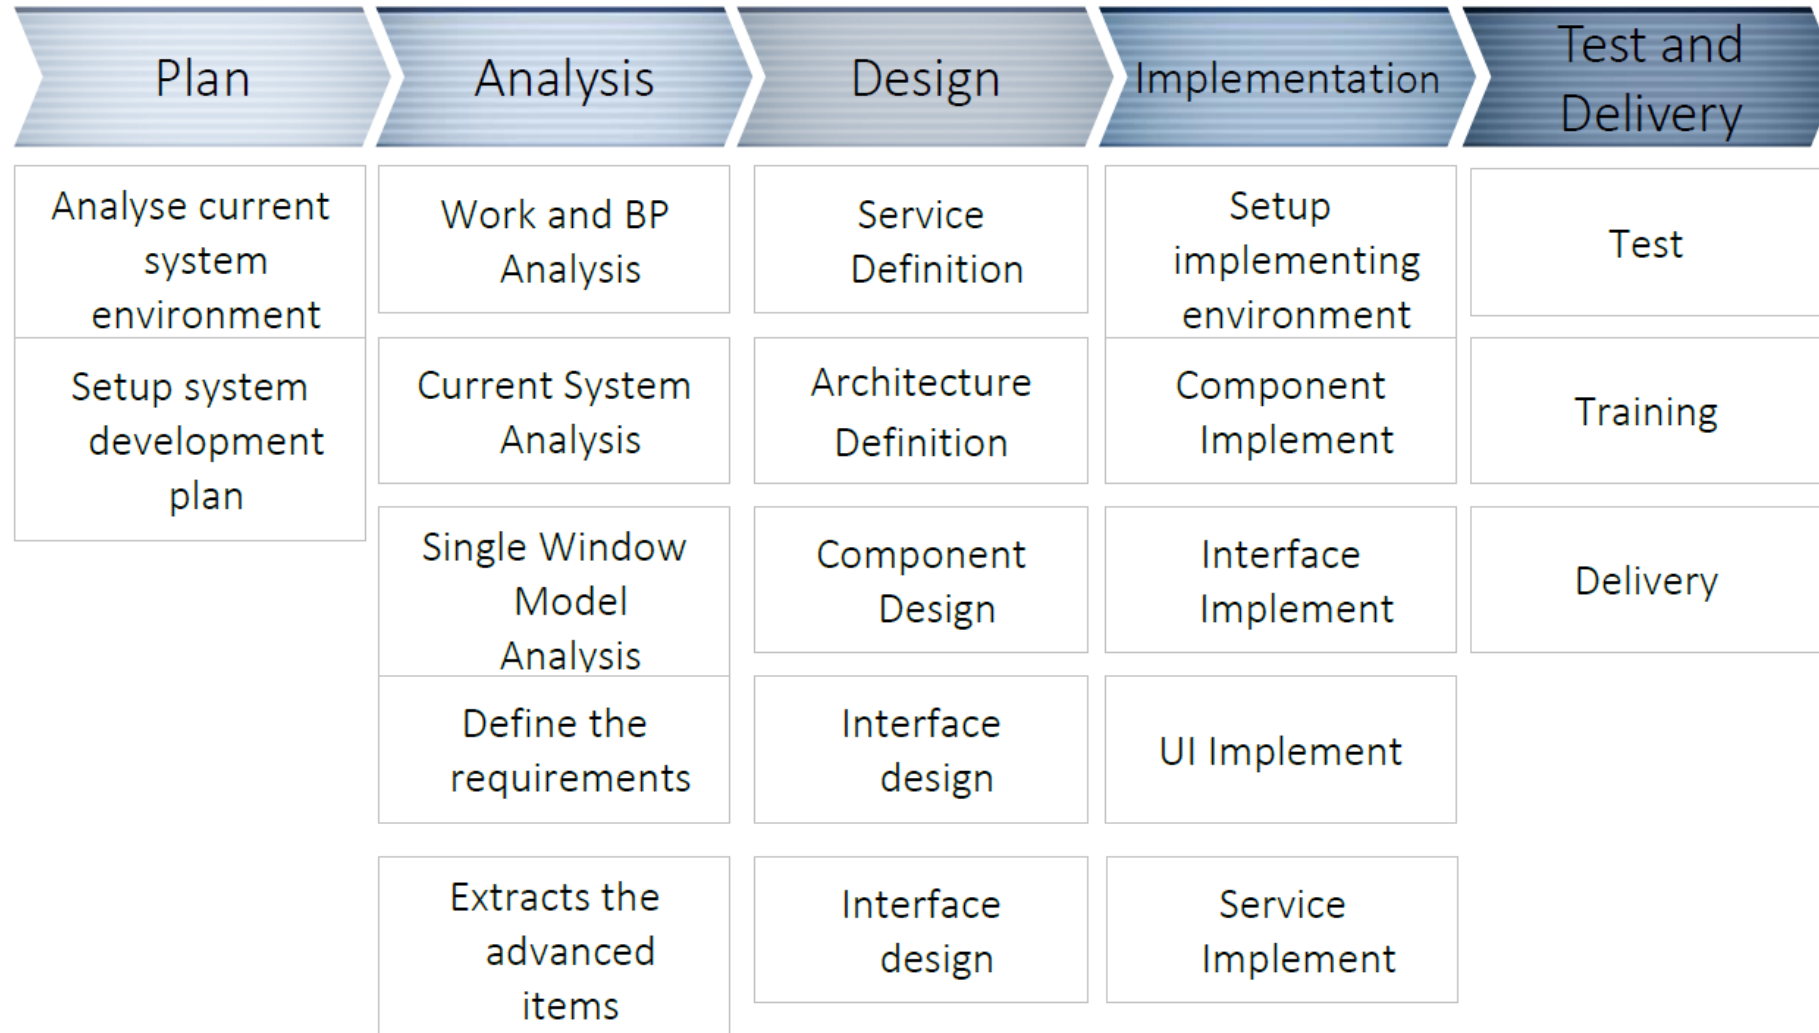 Plan
Analysis
Design
Implementation
Test and
Delivery
Analyse current
system
environment
Setup system
development
plan
Work and BP
Analysis
Current System
Analysis
Single Window
Model
Analysis
Define the
requirements
Extracts the
advanced
items
Service
Definition
Architecture
Definition
Component
Design
Interface
design
Interface
design
Setup
implementing
environment
Component
Implement
Interface
Implement
UI Implement
Service
Implement
Test
Training
Delivery